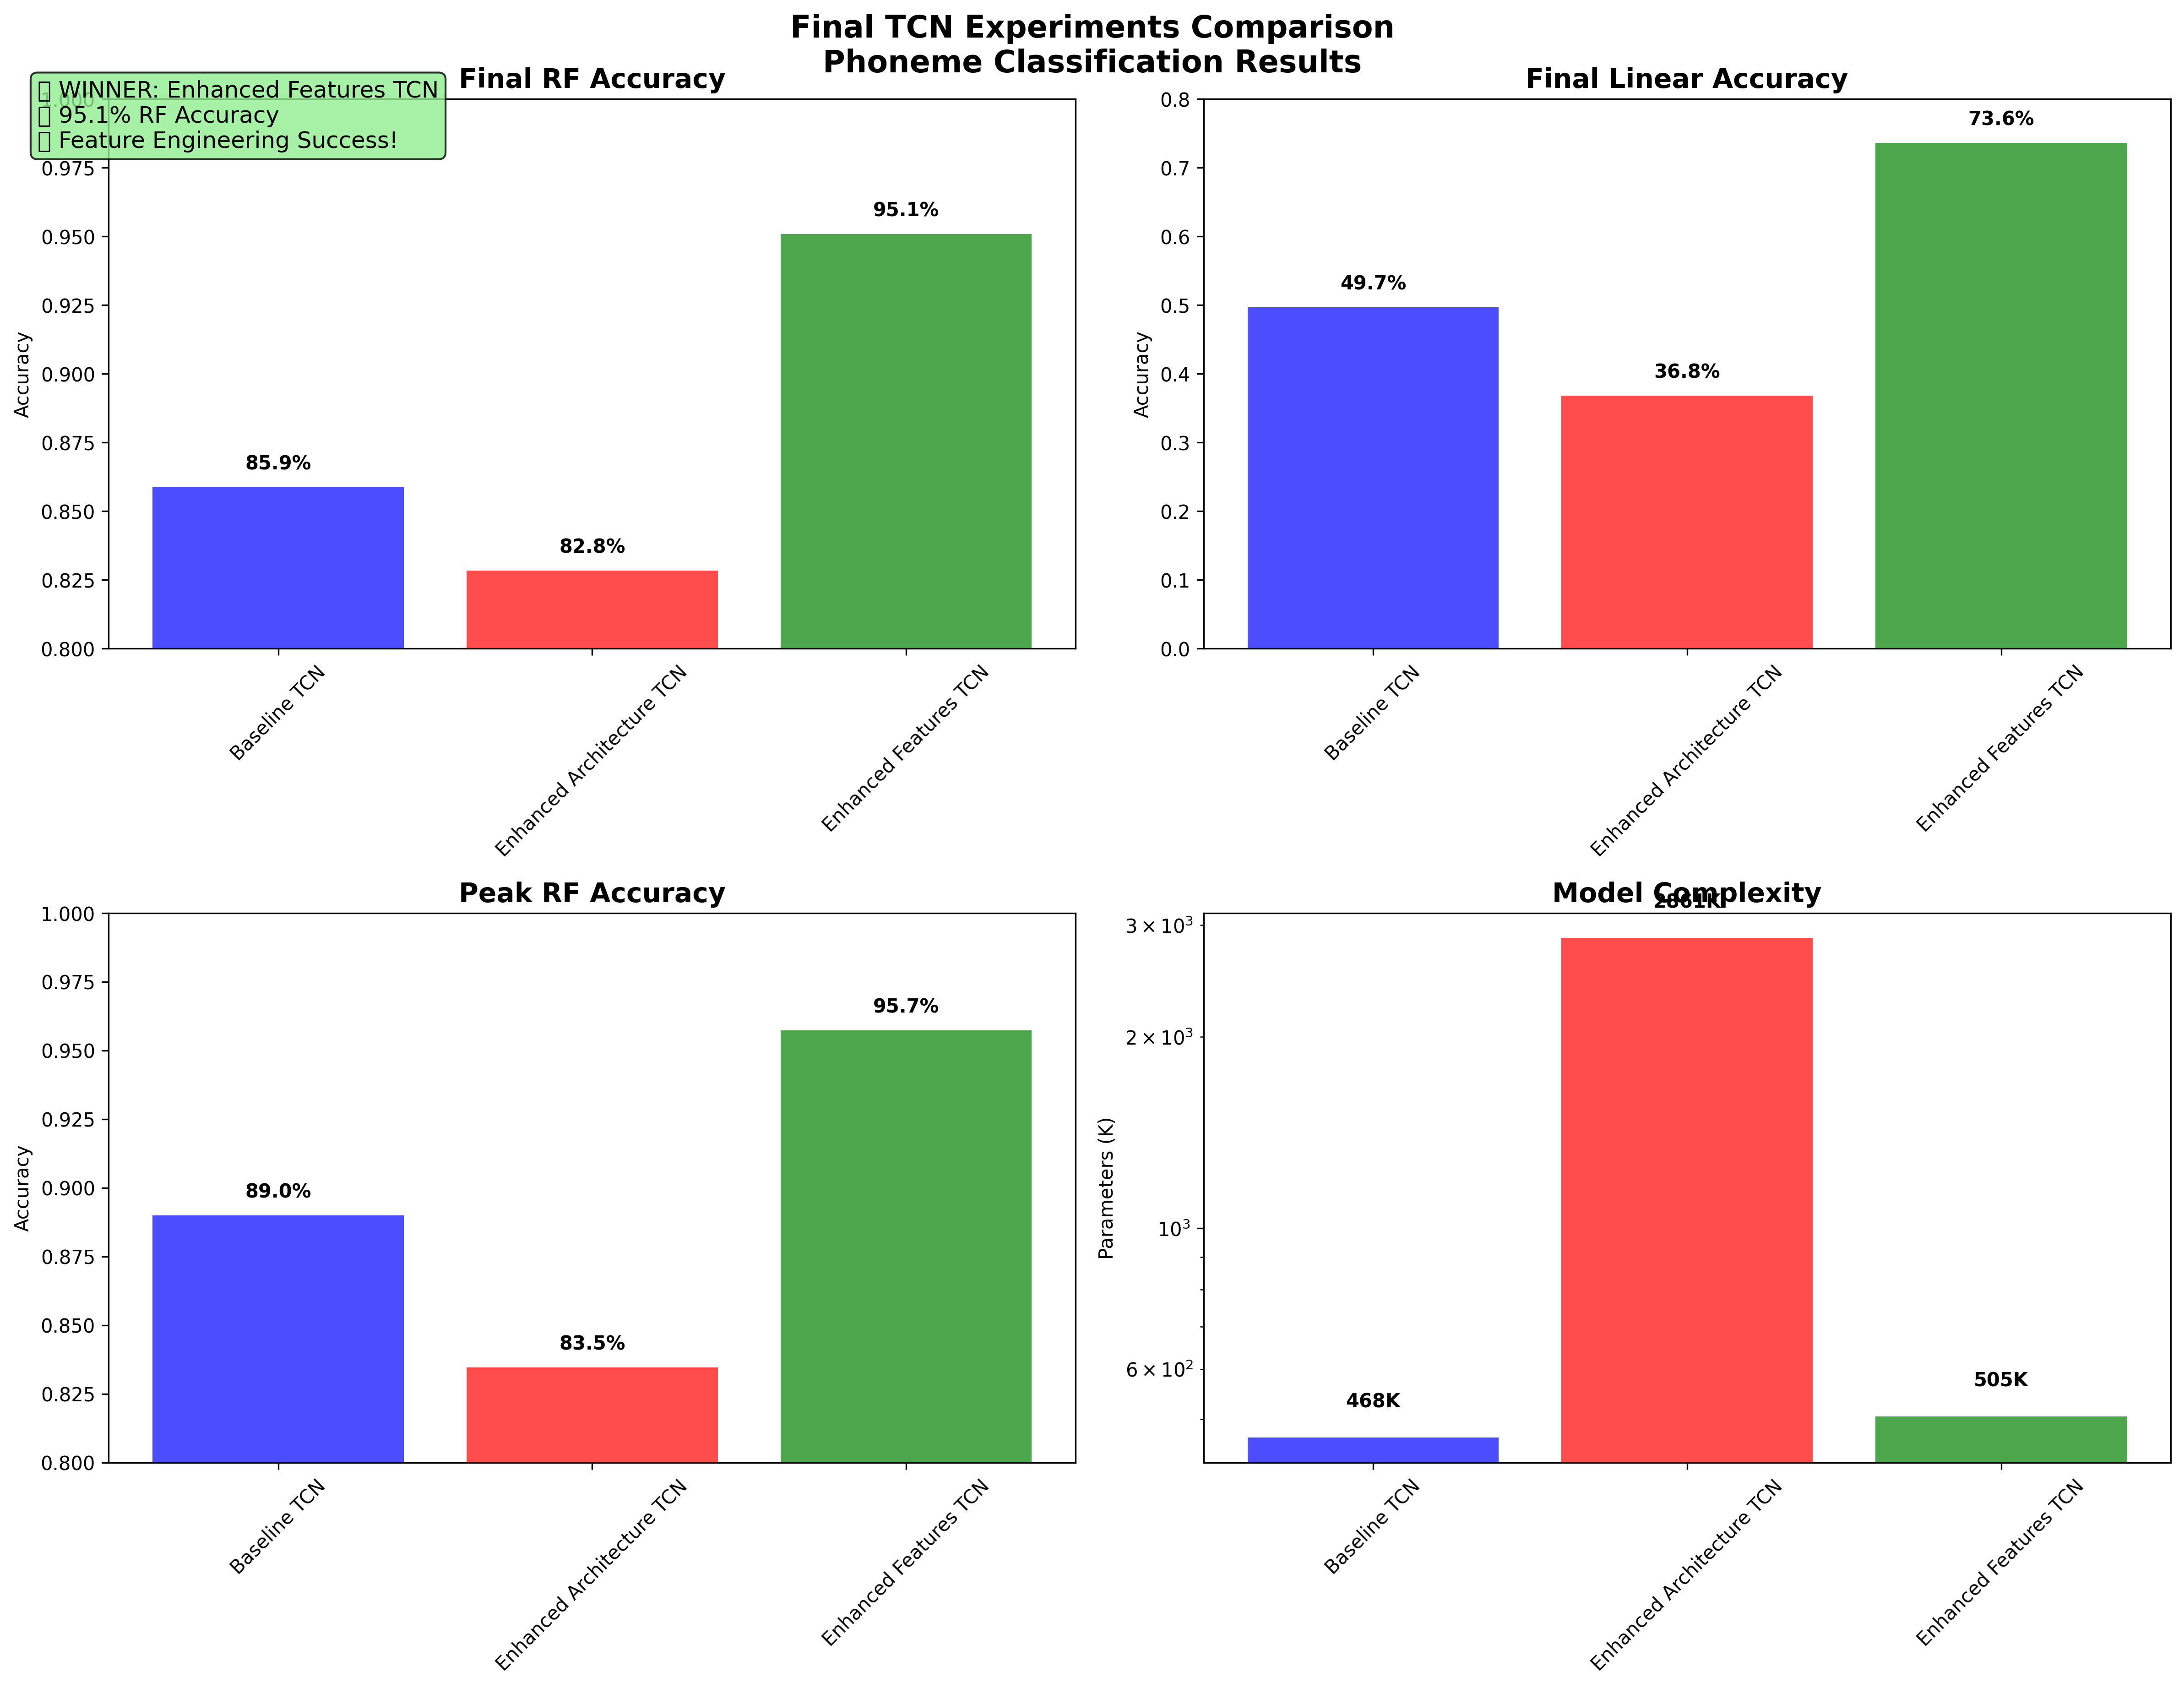 Final TCN Experiments Comparison
Phoneme Classification Results
WINNER: Enhanced Features TCN
95.1% RF Accuracy
Feature Engineering Success!
Final RF Accuracy
Accuracy
1.000
0.975
0.950
0.925
0.900
0.875
0.850
0.825
0.800
85.9%
82.8%
95.1%
Baseline TCN
Enhanced Architecture TCN
Enhanced Features TCN
Final Linear Accuracy
Accuracy
0.8
0.7
0.6
0.5
0.4
0.3
0.2
0.1
0.0
49.7%
36.8%
73.6%
Baseline TCN
Enhanced Architecture TCN
Enhanced Features TCN
Peak RF Accuracy
Accuracy
1.000
0.975
0.950
0.925
0.900
0.875
0.850
0.825
0.800
89.0%
83.5%
95.7%
Baseline TCN
Enhanced Architecture TCN
Enhanced Features TCN
Model Complexity
Parameters (K)
3 × 10³
2 × 10³
10³
6 × 10²
468K
2861K
505K
Baseline TCN
Enhanced Architecture TCN
Enhanced Features TCN